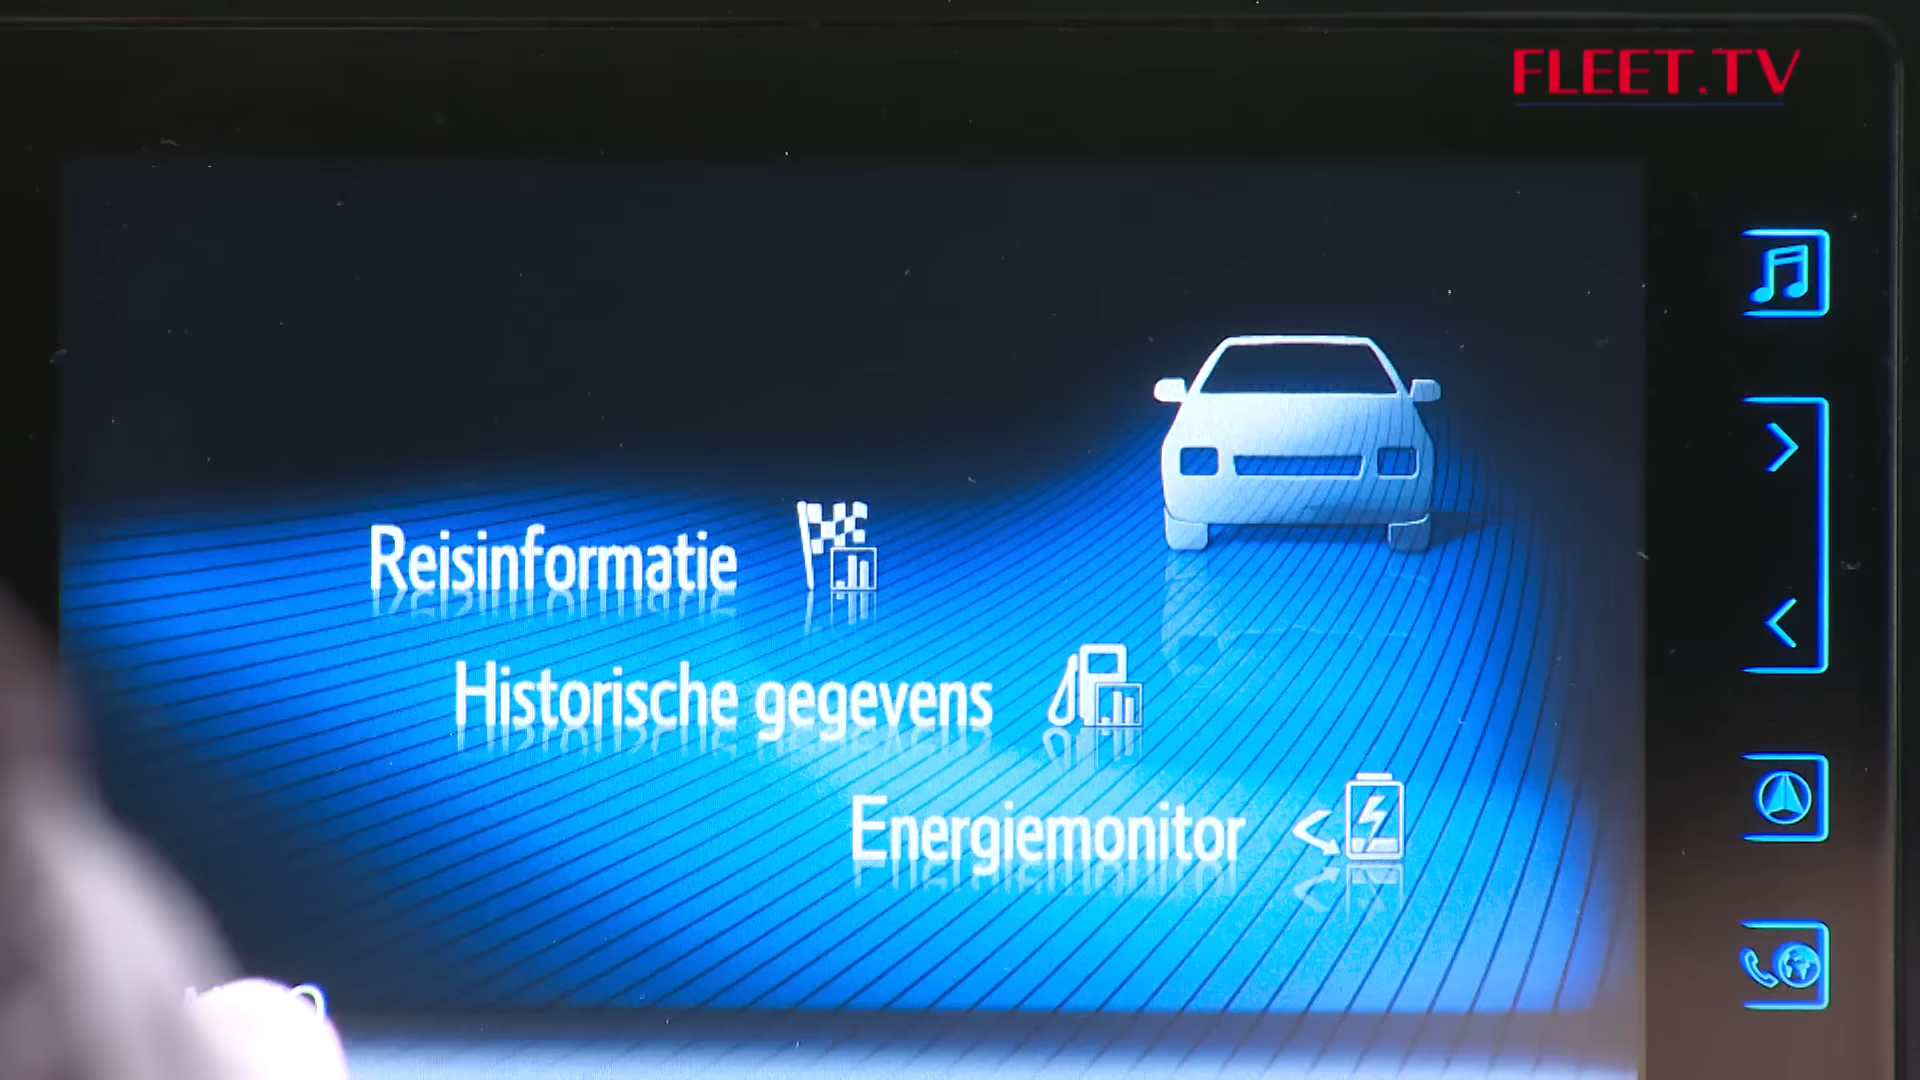 FLEET.TV
Reisinformatie
Historische gegevens
Energiemonitor